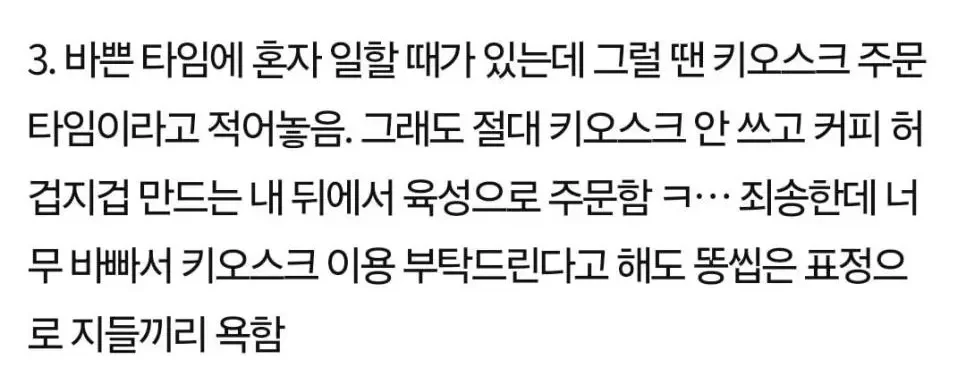 3. 바쁜 타임에 혼자 일할 때가 있는데 그럴 땐 키오스크 주문
타임이라고 적어놓음. 그래도 절대 키오스크 안 쓰고 커피 허
겁지겁 만드는 내 뒤에서 육성으로 주문함 ㅋ… 죄송한데 너
무 바빠서 키오스크 이용 부탁드린다고 해도 똥씹은 표정으
로 지들끼리 욕함